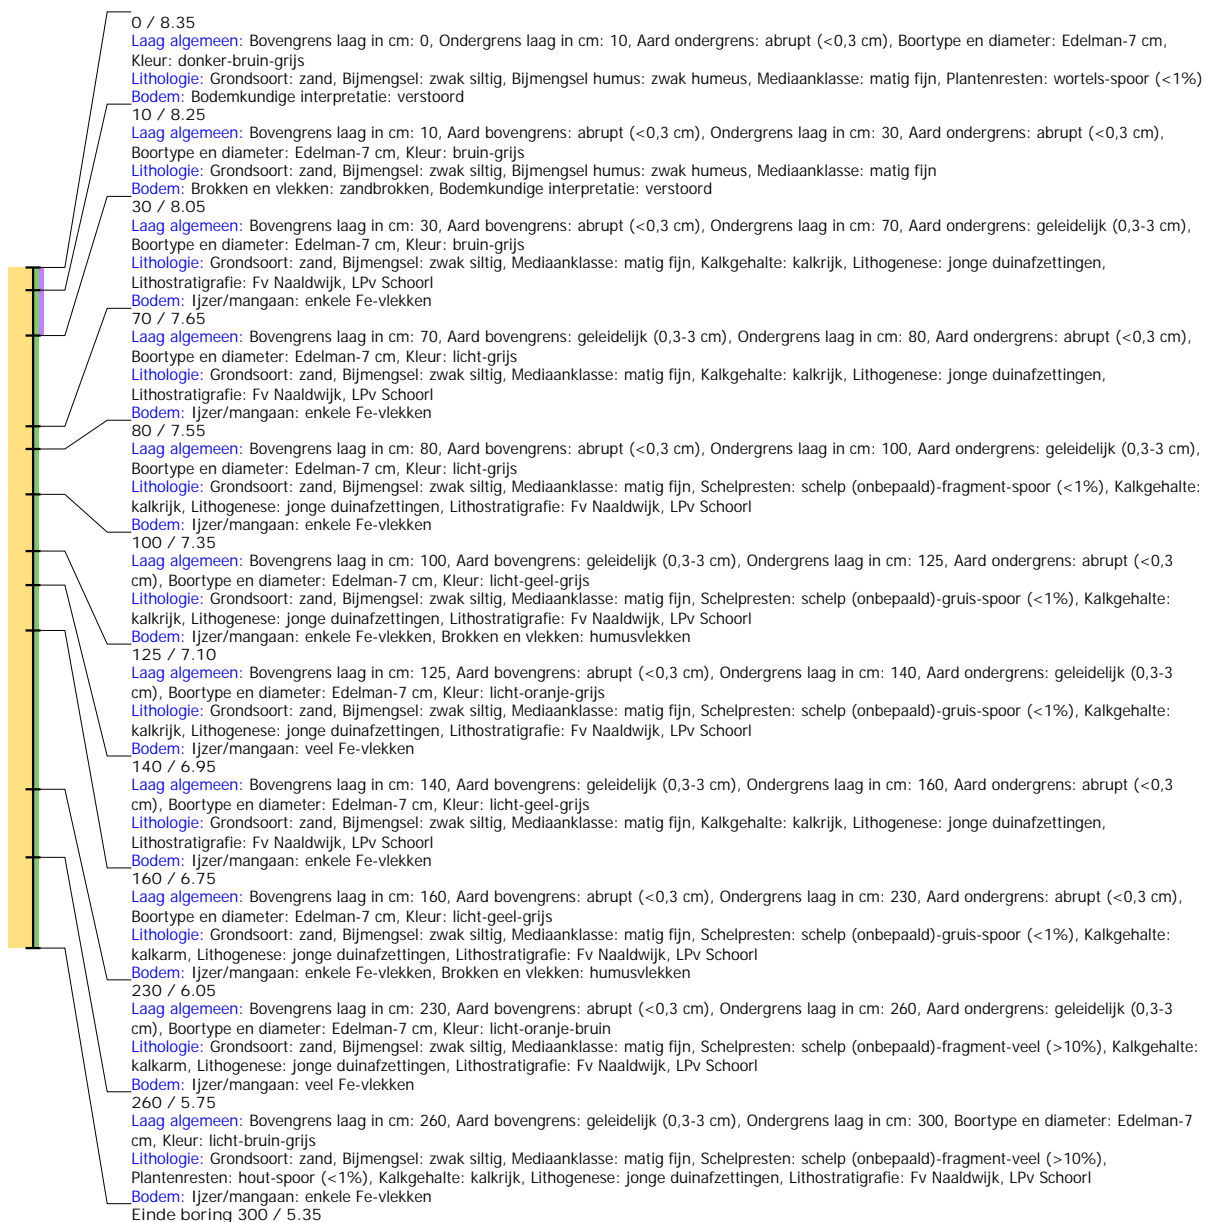 0 / 8.35
Laag algemeen: Bovengrens laag in cm: 0, Ondergrens laag in cm: 10, Aard ondergrens: abrupt (<0,3 cm), Boortype en diameter: Edelman-7 cm,
Kleur: donker-bruin-grijs
Lithologie: Grondsoort: zand, Bijmengsel: zwak siltig, Bijmengsel humus: zwak humeus, Mediaanklasse: matig fijn, Plantenresten: wortels-spoor (<1%)
Bodem: Bodemkundige interpretatie: verstoord
10 / 8.25
Laag algemeen: Bovengrens laag in cm: 10, Aard bovengrens: abrupt (<0,3 cm), Ondergrens laag in cm: 30, Aard ondergrens: abrupt (<0,3 cm),
Boortype en diameter: Edelman-7 cm, Kleur: bruin-grijs
Lithologie: Grondsoort: zand, Bijmengsel: zwak siltig, Bijmengsel humus: zwak humeus, Mediaanklasse: matig fijn
Bodem: Brokken en vlekken: zandbrokken, Bodemkundige interpretatie: verstoord
30 / 8.05
Laag algemeen: Bovengrens laag in cm: 30, Aard bovengrens: abrupt (<0,3 cm), Ondergrens laag in cm: 70, Aard ondergrens: geleidelijk (0,3-3 cm),
Boortype en diameter: Edelman-7 cm, Kleur: bruin-grijs
Lithologie: Grondsoort: zand, Bijmengsel: zwak siltig, Mediaanklasse: matig fijn, Kalkgehalte: kalkrijk, Lithogenese: jonge duinafzettingen,
Lithostratigrafie: Fv Naaldwijk, LPv Schoorl
Bodem: Ijzer/mangaan: enkele Fe-vlekken
70 / 7.65
Laag algemeen: Bovengrens laag in cm: 70, Aard bovengrens: geleidelijk (0,3-3 cm), Ondergrens laag in cm: 80, Aard ondergrens: abrupt (<0,3 cm),
Boortype en diameter: Edelman-7 cm, Kleur: licht-grijs
Lithologie: Grondsoort: zand, Bijmengsel: zwak siltig, Mediaanklasse: matig fijn, Kalkgehalte: kalkrijk, Lithogenese: jonge duinafzettingen,
Lithostratigrafie: Fv Naaldwijk, LPv Schoorl
Bodem: Ijzer/mangaan: enkele Fe-vlekken
80 / 7.55
Laag algemeen: Bovengrens laag in cm: 80, Aard bovengrens: abrupt (<0,3 cm), Ondergrens laag in cm: 100, Aard ondergrens: geleidelijk (0,3-3 cm),
Boortype en diameter: Edelman-7 cm, Kleur: licht-grijs
Lithologie: Grondsoort: zand, Bijmengsel: zwak siltig, Mediaanklasse: matig fijn, Schelpresten: schelp (onbepaald)-fragment-spoor (<1%), Kalkgehalte:
kalkrijk, Lithogenese: jonge duinafzettingen, Lithostratigrafie: Fv Naaldwijk, LPv Schoorl
Bodem: Ijzer/mangaan: enkele Fe-vlekken
100 / 7.35
Laag algemeen: Bovengrens laag in cm: 100, Aard bovengrens: geleidelijk (0,3-3 cm), Ondergrens laag in cm: 125, Aard ondergrens: abrupt (<0,3
cm), Boortype en diameter: Edelman-7 cm, Kleur: licht-geel-grijs
Lithologie: Grondsoort: zand, Bijmengsel: zwak siltig, Mediaanklasse: matig fijn, Schelpresten: schelp (onbepaald)-gruis-spoor (<1%), Kalkgehalte:
kalkrijk, Lithogenese: jonge duinafzettingen, Lithostratigrafie: Fv Naaldwijk, LPv Schoorl
Bodem: Ijzer/mangaan: enkele Fe-vlekken, Brokken en vlekken: humusvlekken
125 / 7.10
Laag algemeen: Bovengrens laag in cm: 125, Aard bovengrens: abrupt (<0,3 cm), Ondergrens laag in cm: 140, Aard ondergrens: geleidelijk (0,3-3
cm), Boortype en diameter: Edelman-7 cm, Kleur: licht-oranje-grijs
Lithologie: Grondsoort: zand, Bijmengsel: zwak siltig, Mediaanklasse: matig fijn, Schelpresten: schelp (onbepaald)-gruis-spoor (<1%), Kalkgehalte:
kalkrijk, Lithogenese: jonge duinafzettingen, Lithostratigrafie: Fv Naaldwijk, LPv Schoorl
Bodem: Ijzer/mangaan: veel Fe-vlekken
140 / 6.95
Laag algemeen: Bovengrens laag in cm: 140, Aard bovengrens: geleidelijk (0,3-3 cm), Ondergrens laag in cm: 160, Aard ondergrens: abrupt (<0,3
cm), Boortype en diameter: Edelman-7 cm, Kleur: licht-geel-grijs
Lithologie: Grondsoort: zand, Bijmengsel: zwak siltig, Mediaanklasse: matig fijn, Kalkgehalte: kalkrijk, Lithogenese: jonge duinafzettingen,
Lithostratigrafie: Fv Naaldwijk, LPv Schoorl
Bodem: Ijzer/mangaan: enkele Fe-vlekken
160 / 6.75
Laag algemeen: Bovengrens laag in cm: 160, Aard bovengrens: abrupt (<0,3 cm), Ondergrens laag in cm: 230, Aard ondergrens: abrupt (<0,3 cm),
Boortype en diameter: Edelman-7 cm, Kleur: licht-geel-grijs
Lithologie: Grondsoort: zand, Bijmengsel: zwak siltig, Mediaanklasse: matig fijn, Schelpresten: schelp (onbepaald)-gruis-spoor (<1%), Kalkgehalte:
kalkarm, Lithogenese: jonge duinafzettingen, Lithostratigrafie: Fv Naaldwijk, LPv Schoorl
Bodem: Ijzer/mangaan: enkele Fe-vlekken, Brokken en vlekken: humusvlekken
230 / 6.05
Laag algemeen: Bovengrens laag in cm: 230, Aard bovengrens: abrupt (<0,3 cm), Ondergrens laag in cm: 260, Aard ondergrens: geleidelijk (0,3-3
cm), Boortype en diameter: Edelman-7 cm, Kleur: licht-oranje-bruin
Lithologie: Grondsoort: zand, Bijmengsel: zwak siltig, Mediaanklasse: matig fijn, Schelpresten: schelp (onbepaald)-fragment-veel (>10%), Kalkgehalte:
kalkarm, Lithogenese: jonge duinafzettingen, Lithostratigrafie: Fv Naaldwijk, LPv Schoorl
Bodem: Ijzer/mangaan: veel Fe-vlekken
260 / 5.75
Laag algemeen: Bovengrens laag in cm: 260, Aard bovengrens: geleidelijk (0,3-3 cm), Ondergrens laag in cm: 300, Boortype en diameter: Edelman-7
cm, Kleur: licht-bruin-grijs
Lithologie: Grondsoort: zand, Bijmengsel: zwak siltig, Mediaanklasse: matig fijn, Schelpresten: schelp (onbepaald)-fragment-veel (>10%),
Plantenresten: hout-spoor (<1%), Kalkgehalte: kalkrijk, Lithogenese: jonge duinafzettingen, Lithostratigrafie: Fv Naaldwijk, LPv Schoorl
Bodem: Ijzer/mangaan: enkele Fe-vlekken
Einde boring 300 / 5.35